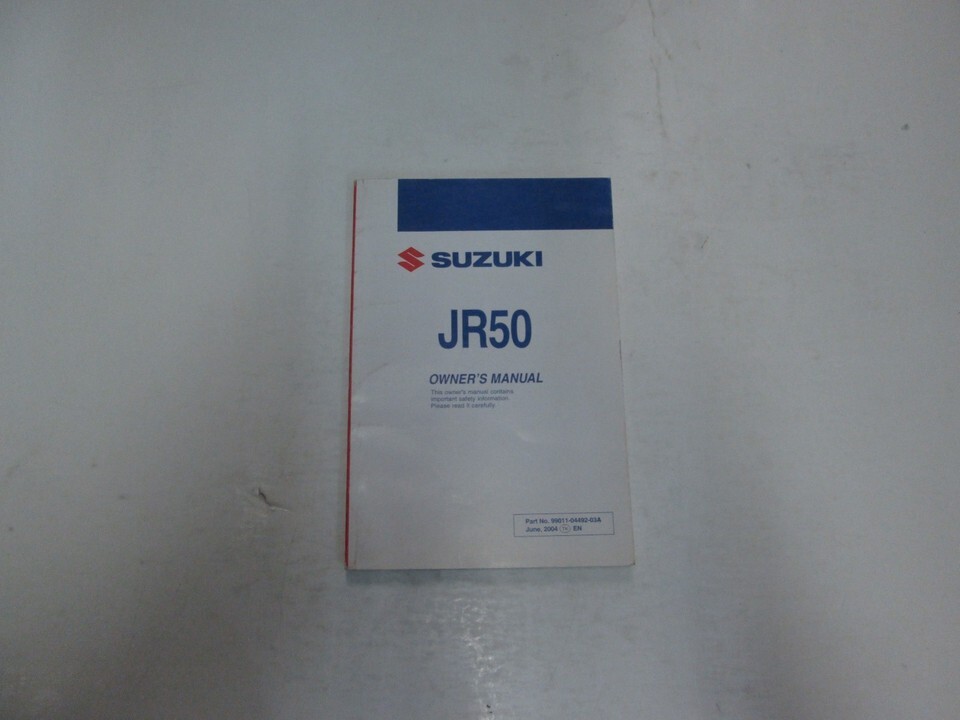 SUZUKI
JR50
OWNER'S MANUAL
This owner's manual contains
important safety information.
Please read it carefully.
Part No. 99011-04492-03A
June, 2004 EN